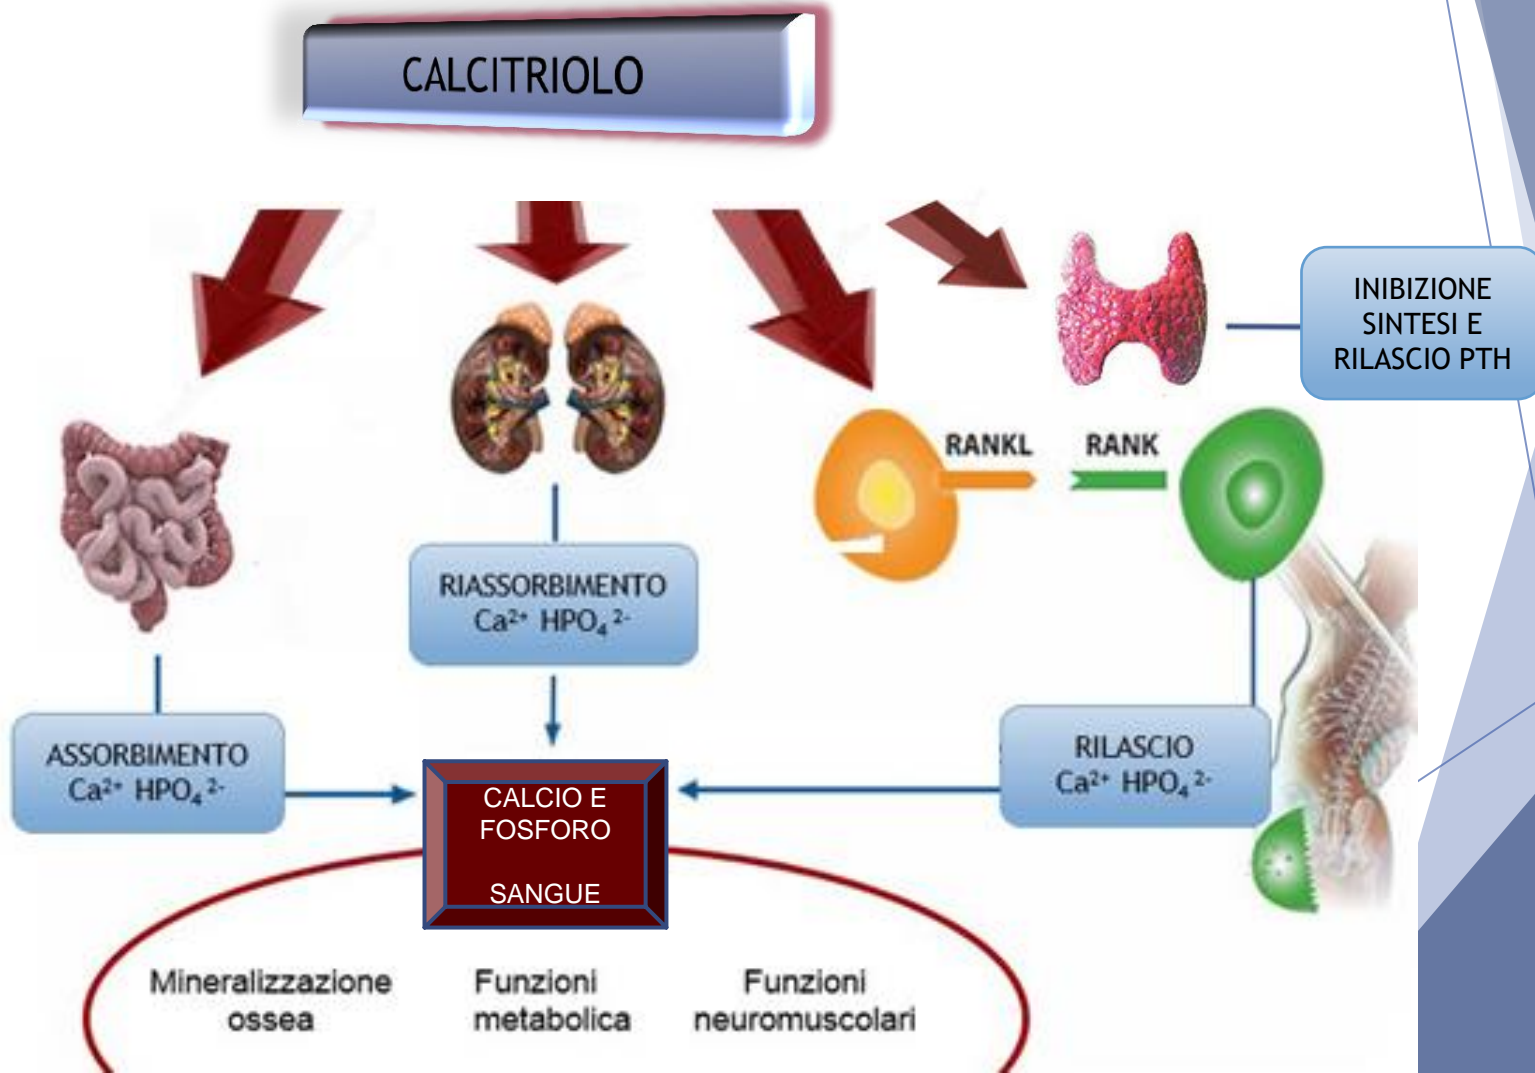 CALCITRIOLO
INIBIZIONE
SINTESI E
RILASCIO PTH
RANKL
RANK
RIASSORBIMENTO
Ca²⁺ HPO₄²⁻
ASSORBIMENTO
Ca²⁺ HPO₄²⁻
RILASCIO
Ca²⁺ HPO₄²⁻
CALCIO E
FOSFORO
SANGUE
Mineralizzazione
ossea
Funzioni
metabolica
Funzioni
neuromuscolari